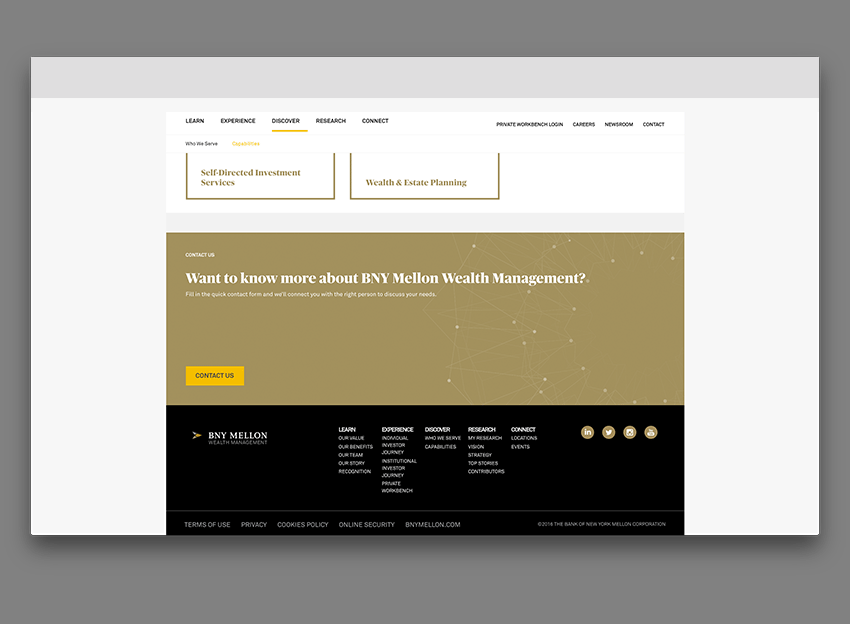 LEARN EXPERIENCE DISCOVER RESEARCH CONNECT
PRIVATE WORKBENCH LOGIN CAREERS NEWSROOM CONTACT
Who We Serve Capabilities
Self-Directed Investment
Services
Wealth & Estate Planning
CONTACT US
Want to know more about BNY Mellon Wealth Management?
Fill in the quick contact form and we'll connect you with the right person to discuss your needs.
CONTACT US
BNY MELLON
WEALTH MANAGEMENT
LEARN
OUR VALUE
OUR BENEFITS
OUR TEAM
OUR STORY
RECOGNITION
EXPERIENCE
INDIVIDUAL
INVESTOR
JOURNEY
INSTITUTIONAL
INVESTOR
JOURNEY
PRIVATE
WORKBENCH
DISCOVER
WHO WE SERVE
CAPABILITIES
RESEARCH
MY RESEARCH
VISION
STRATEGY
TOP STORIES
CONTRIBUTORS
CONNECT
LOCATIONS
EVENTS
in
You
Tube
TERMS OF USE PRIVACY COOKIES POLICY ONLINE SECURITY BNYMELLON.COM
©2016 THE BANK OF NEW YORK MELLON CORPORATION